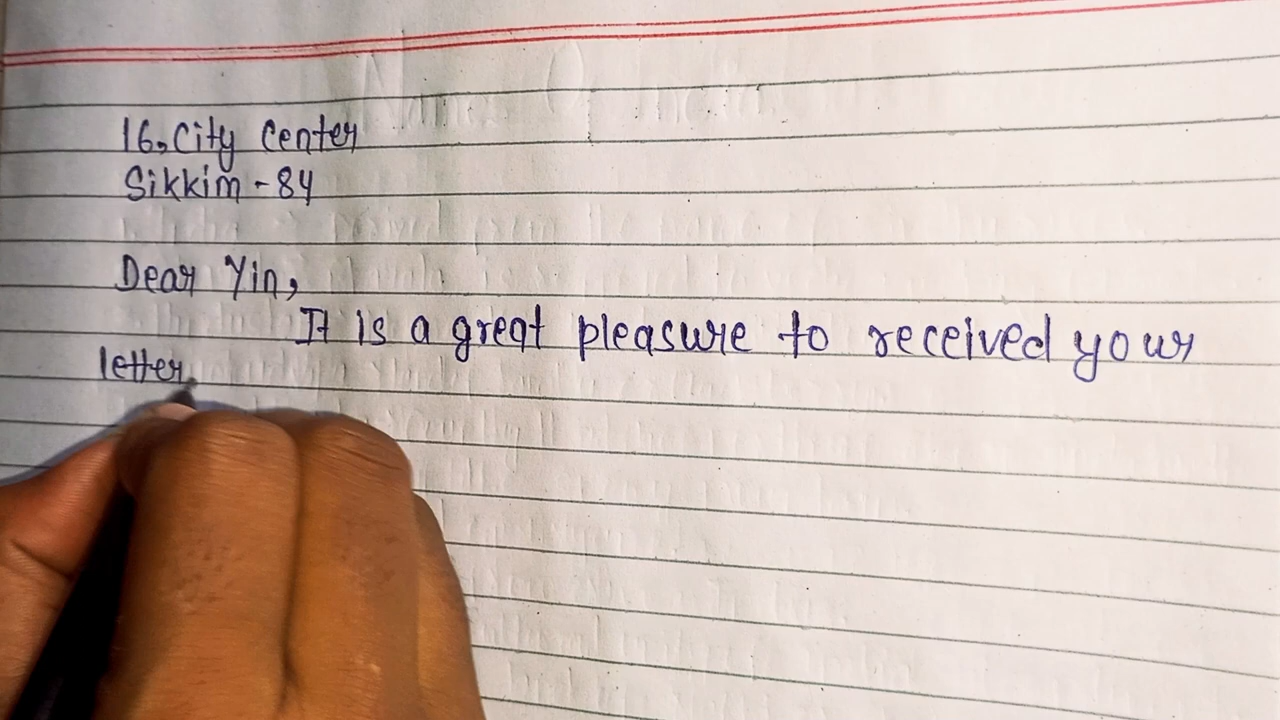 16, City Center
Sikkim - 84
Dear Yin,
It is a great pleasure to received your
letter